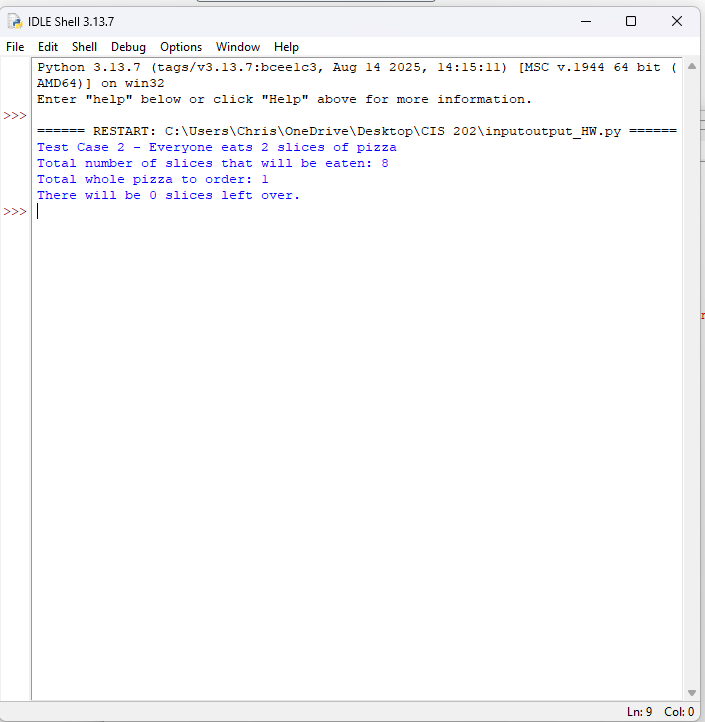 IDLE Shell 3.13.7
File Edit Shell Debug Options Window Help
Python 3.13.7 (tags/v3.13.7:bcee1c3, Aug 14 2025, 14:15:11) [MSC v.1944 64 bit (
AMD64)] on win32
Enter "help" below or click "Help" above for more information.
>>>
====== RESTART: C:\Users\Chris\OneDrive\Desktop\CIS 202\inputoutput_HW.py ======
Test Case 2 - Everyone eats 2 slices of pizza
Total number of slices that will be eaten: 8
Total whole pizza to order: 1
There will be 0 slices left over.
>>>
Ln: 9 Col: 0